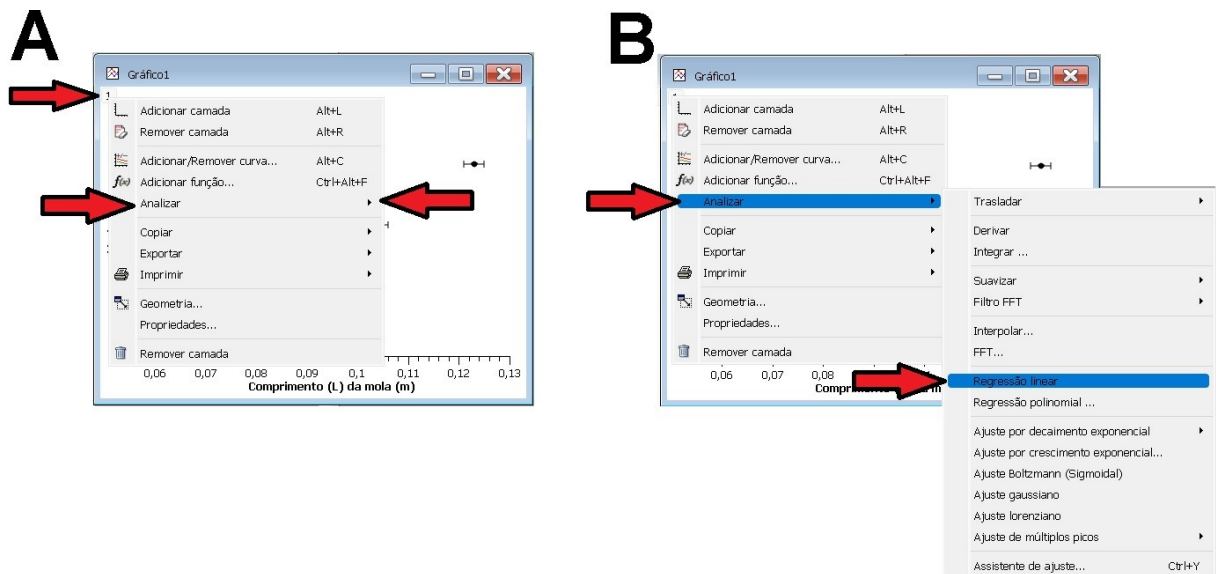 A
Gráfico1
1
Adicionar camada Alt+L
Remover camada Alt+R
Adicionar/Remover curva... Alt+C
f(x) Adicionar função... Ctrl+Alt+F
Analizar
Copiar
Exportar
Imprimir
Geometria...
Propriedades...
Remover camada
0,06 0,07 0,08 0,09 0,1 0,11 0,12 0,13
Comprimento (L) da mola (m)
B
Gráfico1
Adicionar camada Alt+L
Remover camada Alt+R
Adicionar/Remover curva... Alt+C
f(x) Adicionar função... Ctrl+Alt+F
Analizar
Copiar
Exportar
Imprimir
Geometria...
Propriedades...
Remover camada
0,06 0,07 0,08
Trasladar
Derivar
Integrar ...
Suavizar
Filtro FFT
Interpolar...
FFT...
Regressão linear
Regressão polinomial ...
Ajuste por decaimento exponencial
Ajuste por crescimento exponencial...
Ajuste Boltzmann (Sigmoidal)
Ajuste gaussiano
Ajuste lorenziano
Ajuste de múltiplos picos
Assistente de ajuste... Ctrl+Y